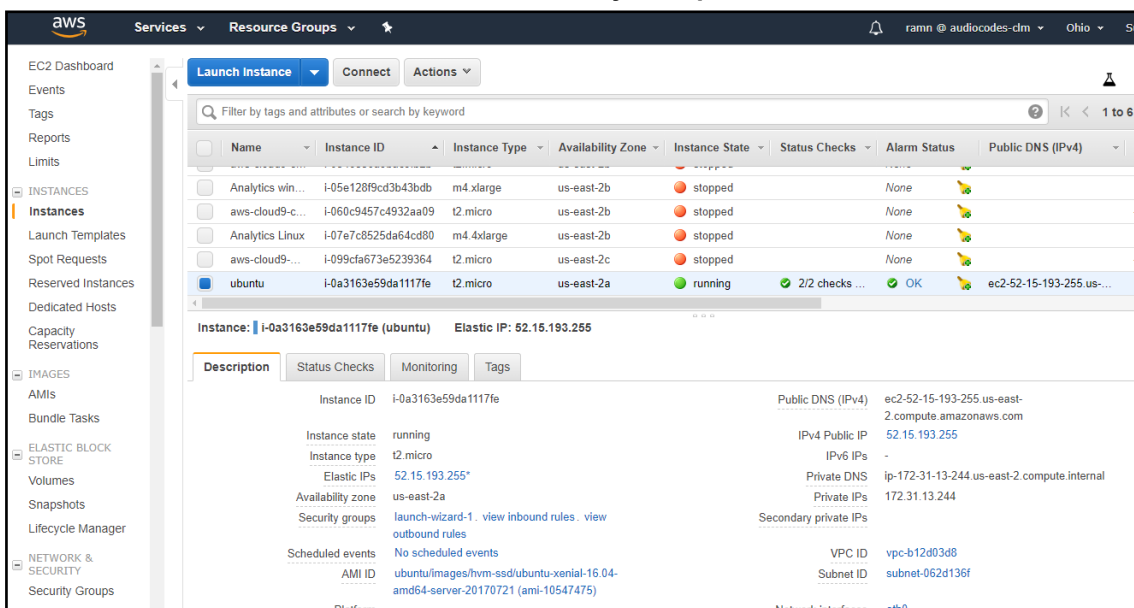 aws Services Resource Groups ramn @ audiocodes-clm Ohio S
EC2 Dashboard
Events
Tags
Reports
Limits
INSTANCES
Instances
Launch Templates
Spot Requests
Reserved Instances
Dedicated Hosts
Capacity
Reservations
IMAGES
AMIs
Bundle Tasks
ELASTIC BLOCK
STORE
Volumes
Snapshots
Lifecycle Manager
NETWORK &
SECURITY
Security Groups
Launch Instance Connect Actions
Filter by tags and attributes or search by keyword 1 to 6
Name Instance ID Instance Type Availability Zone Instance State Status Checks Alarm Status Public DNS (IPv4)
Analytics win... i-05e128f9cd3b43bdb m4.xlarge us-east-2b stopped None
aws-cloud9-c... i-060c9457c4932aa09 t2.micro us-east-2b stopped None
Analytics Linux i-07e7c8525da64cd80 m4.4xlarge us-east-2b stopped None
aws-cloud9-... i-099cfa673e5239364 t2.micro us-east-2c stopped None
ubuntu i-0a3163e59da1117fe t2.micro us-east-2a running 2/2 checks ... OK ec2-52-15-193-255.us-...
Instance: i-0a3163e59da1117fe (ubuntu) Elastic IP: 52.15.193.255
Description Status Checks Monitoring Tags
Instance ID i-0a3163e59da1117fe
Instance state running
Instance type t2.micro
Elastic IPs 52.15.193.255*
Availability zone us-east-2a
Security groups launch-wizard-1. view inbound rules. view
outbound rules
Scheduled events No scheduled events
AMI ID ubuntu/images/hvm-ssd/ubuntu-xenial-16.04-
amd64-server-20170721 (ami-10547475)
Public DNS (IPv4) ec2-52-15-193-255.us-east-
2.compute.amazonaws.com
IPv4 Public IP 52.15.193.255
IPv6 IPs -
Private DNS ip-172-31-13-244.us-east-2.compute.internal
Private IPs 172.31.13.244
Secondary private IPs
VPC ID vpc-b12d03d8
Subnet ID subnet-062d136f